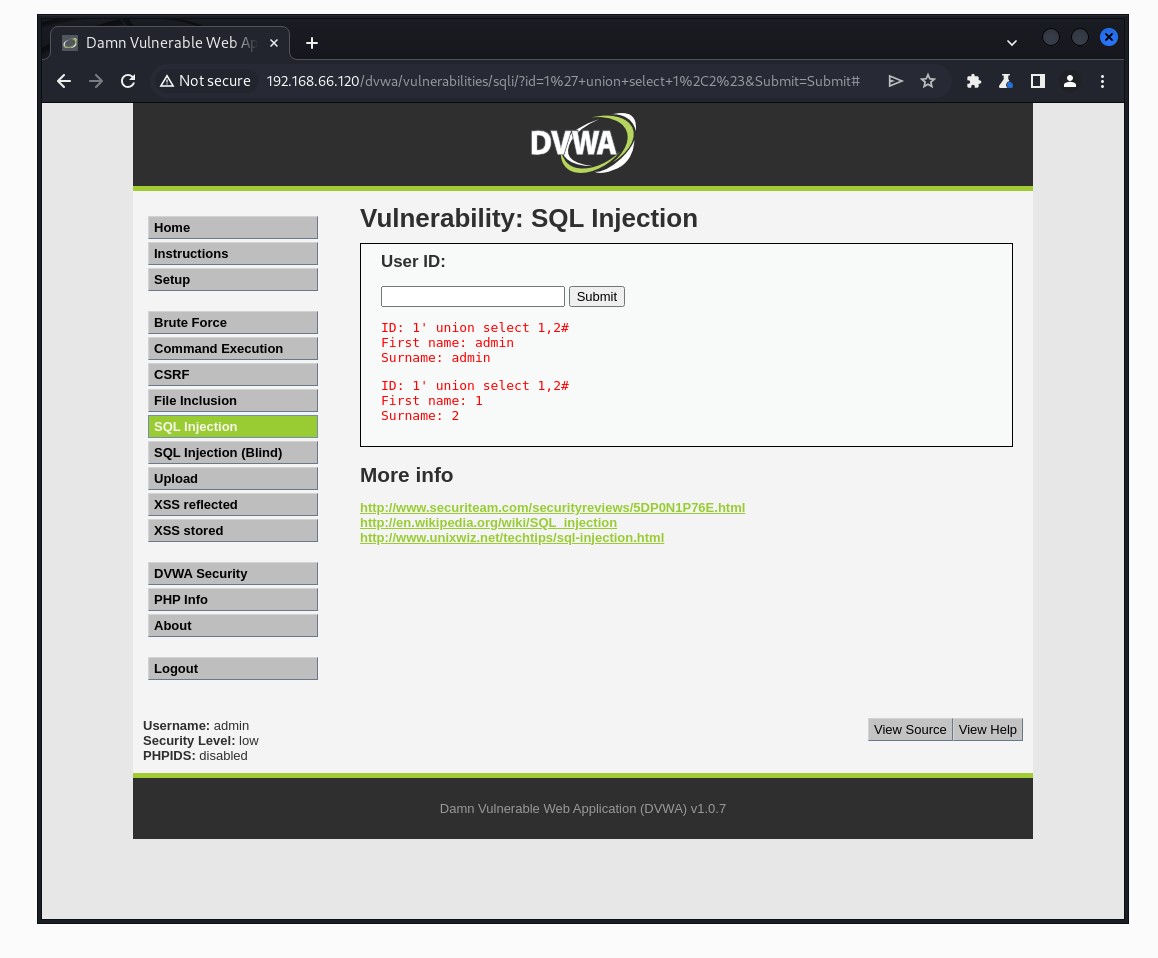 Damn Vulnerable Web Ap
Not secure 192.168.66.120/dvwa/vulnerabilities/sqli/?id=1%27+union+select+1%2C2%23&Submit=Submit#
DVWA
Home
Instructions
Setup
Brute Force
Command Execution
CSRF
File Inclusion
SQL Injection
SQL Injection (Blind)
Upload
XSS reflected
XSS stored
DVWA Security
PHP Info
About
Logout
Vulnerability: SQL Injection
User ID:
Submit
ID: 1' union select 1,2#
First name: admin
Surname: admin
ID: 1' union select 1,2#
First name: 1
Surname: 2
More info
http://www.securiteam.com/securityreviews/5DP0N1P76E.html
http://en.wikipedia.org/wiki/SQL_injection
http://www.unixwiz.net/techtips/sql-injection.html
Username: admin
Security Level: low
PHPIDS: disabled
View Source View Help
Damn Vulnerable Web Application (DVWA) v1.0.7